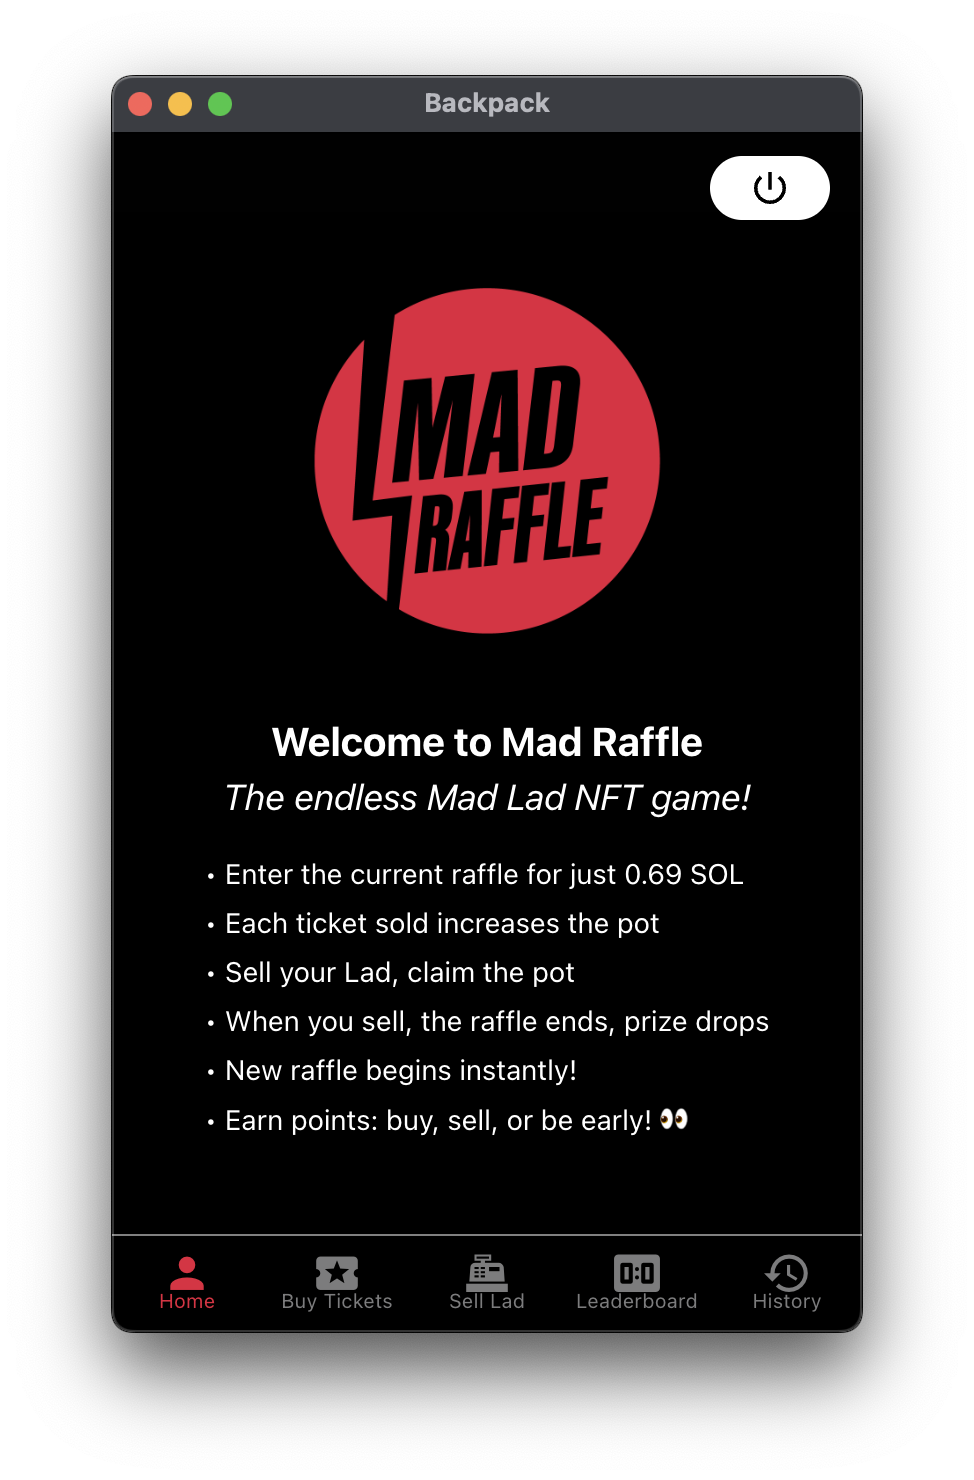 Backpack
MAD
RAFFLE
Welcome to Mad Raffle
The endless Mad Lad NFT game!
• Enter the current raffle for just 0.69 SOL
• Each ticket sold increases the pot
• Sell your Lad, claim the pot
• When you sell, the raffle ends, prize drops
• New raffle begins instantly!
• Earn points: buy, sell, or be early! 👀
0:0
Home
Buy Tickets
Sell Lad
Leaderboard
History